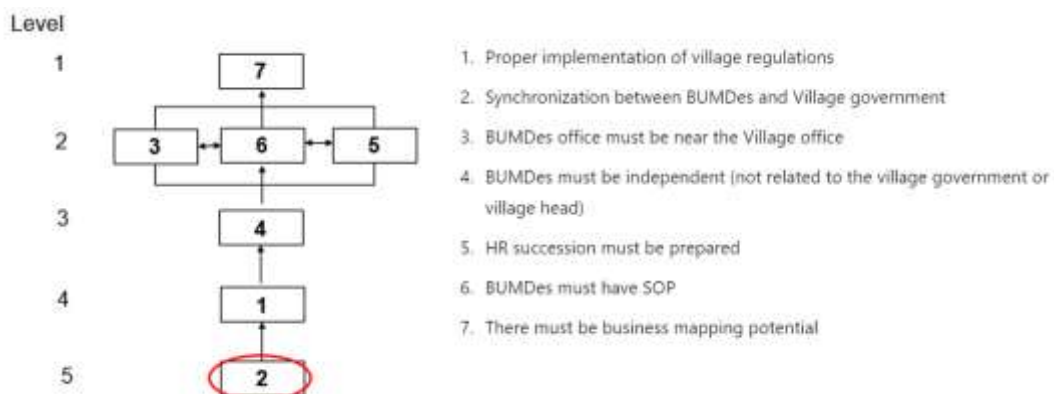 Level
1
7
2
3
6
5
3
4
4
1
5
2
1. Proper implementation of village regulations
2. Synchronization between BUMDes and Village government
3. BUMDes office must be near the Village office
4. BUMDes must be independent (not related to the village government or
village head)
5. HR succession must be prepared
6. BUMDes must have SOP
7. There must be business mapping potential